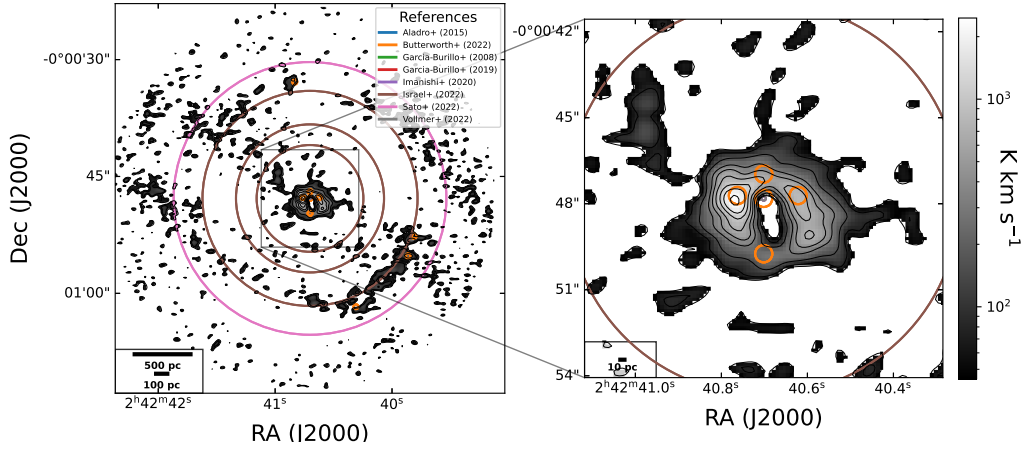 References
Aladro+ (2015)
Butterworth+ (2022)
Garcia-Burillo+ (2008)
Garcia-Burillo+ (2019)
Imanishi+ (2020)
Israel+ (2022)
Sato+ (2022)
Vollmer+ (2022)
-0°00'30"
45"
01'00"
Dec (J2000)
500 pc
100 pc
2ʰ42ᵐ42ˢ
41ˢ
40ˢ
RA (J2000)
-0°00'42"
45"
48"
51"
54"
10 pc
2ʰ42ᵐ41.0ˢ
40.8ˢ
40.6ˢ
40.4ˢ
RA (J2000)
10³
10²
K km s⁻¹